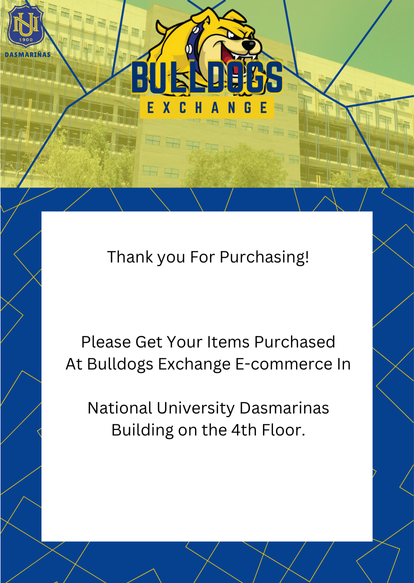 NU
1900
DASMARIÑAS
BULLDOGS
EXCHANGE
Thank you For Purchasing!
Please Get Your Items Purchased
At Bulldogs Exchange E-commerce In
National University Dasmarinas
Building on the 4th Floor.